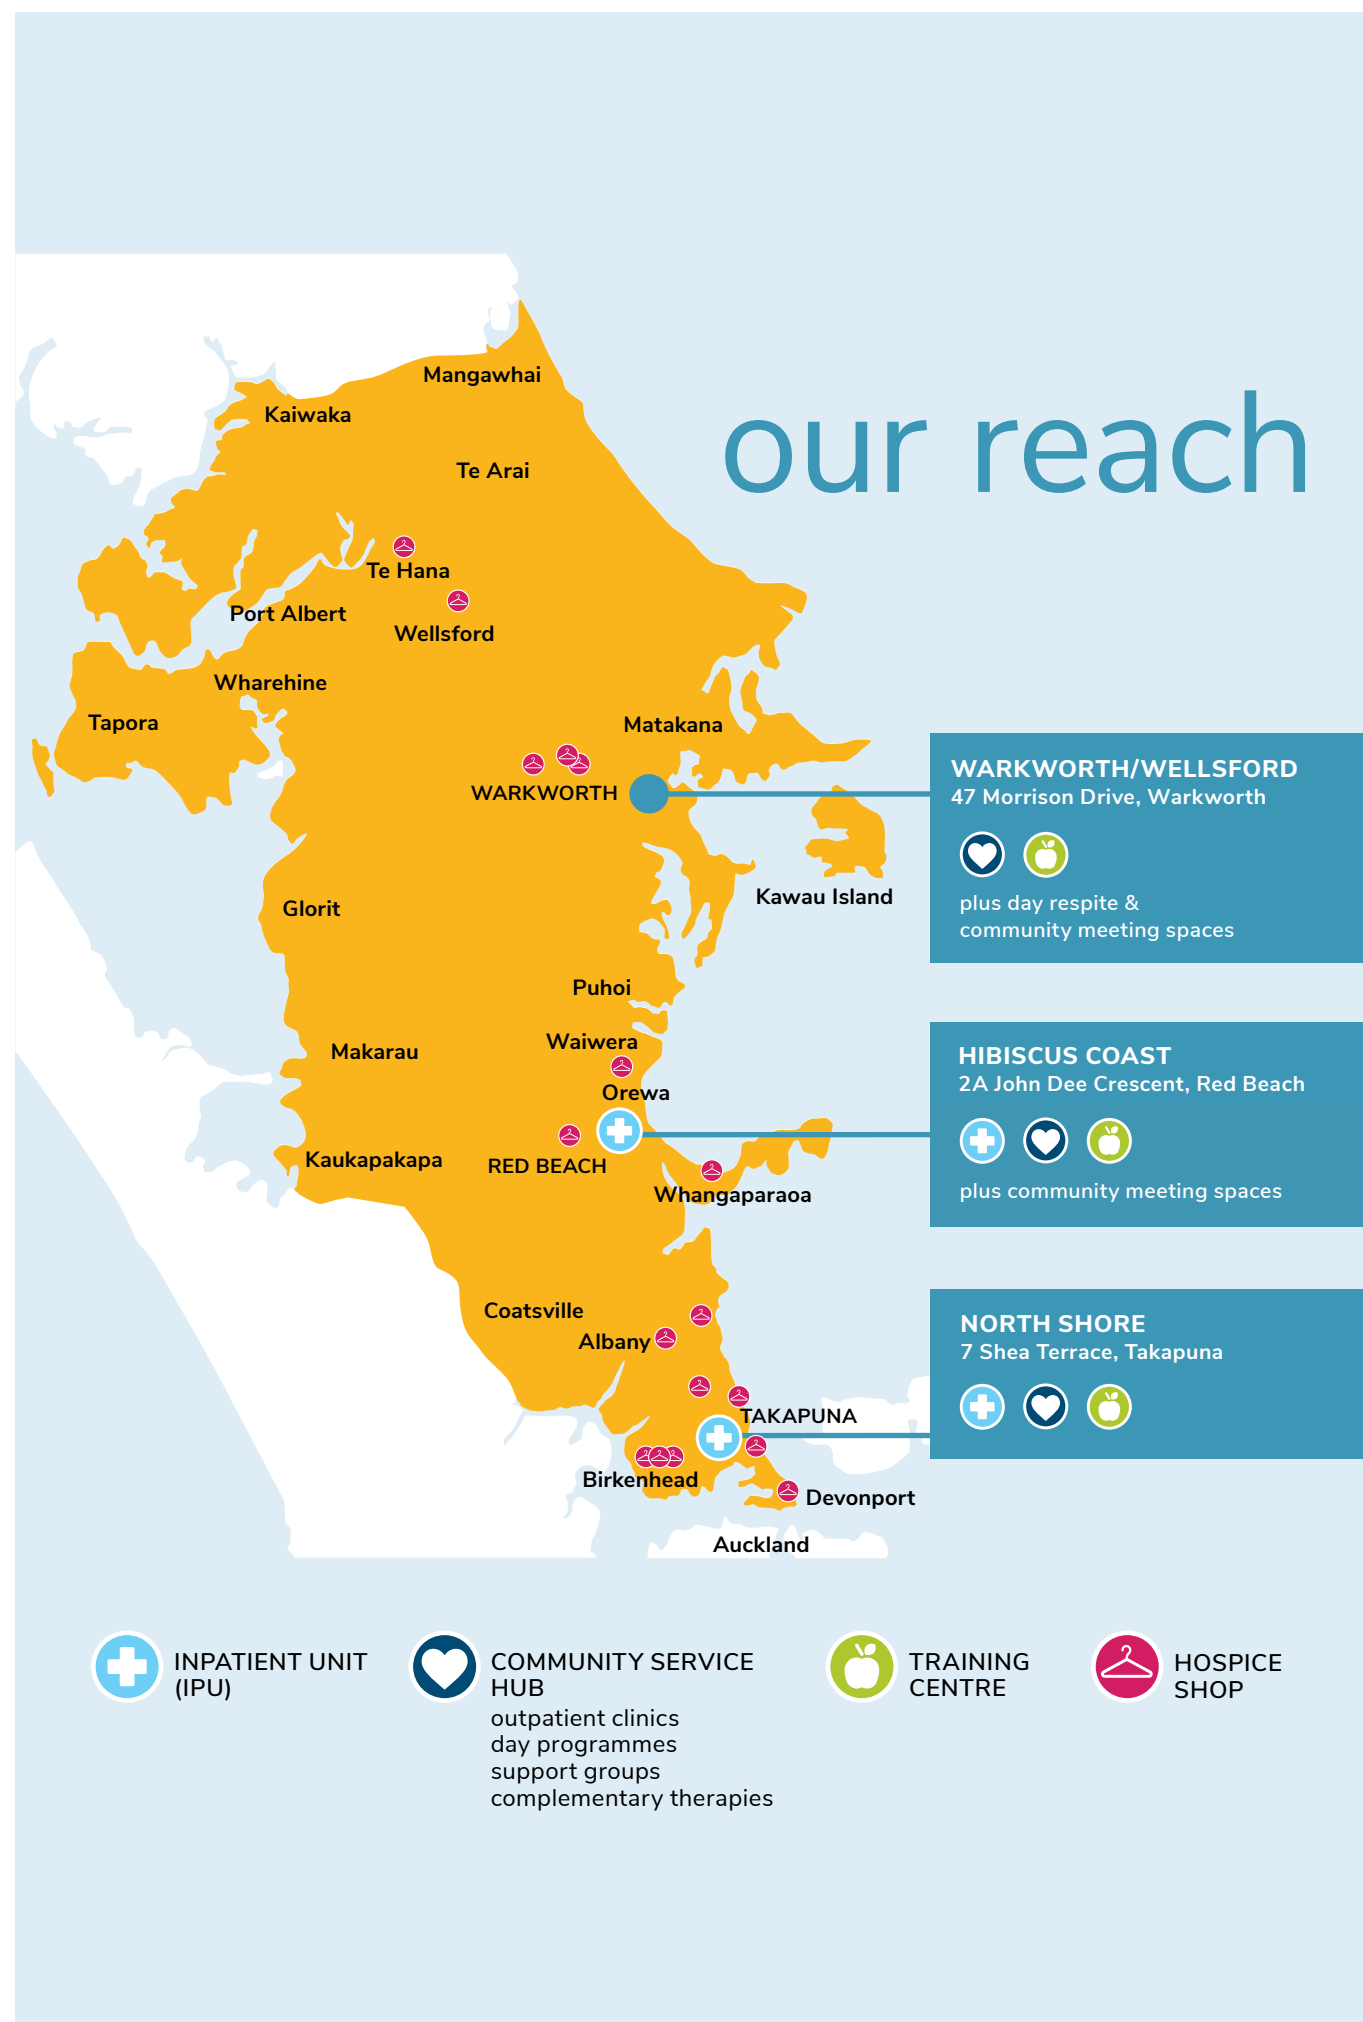 our reach
Mangawhai
Kaiwaka
Te Arai
Te Hana
Port Albert
Wellsford
Wharehine
Tapora
Matakana
WARKWORTH
Kawau Island
Glorit
Puhoi
Waiwera
Makarau
Orewa
Kaukapakapa
RED BEACH
Whangaparaoa
Coatsville
Albany
TAKAPUNA
Birkenhead
Devonport
Auckland
WARKWORTH/WELLSFORD
47 Morrison Drive, Warkworth
plus day respite &
community meeting spaces
HIBISCUS COAST
2A John Dee Crescent, Red Beach
plus community meeting spaces
NORTH SHORE
7 Shea Terrace, Takapuna
INPATIENT UNIT
(IPU)
COMMUNITY SERVICE
HUB
outpatient clinics
day programmes
support groups
complementary therapies
TRAINING
CENTRE
HOSPICE
SHOP